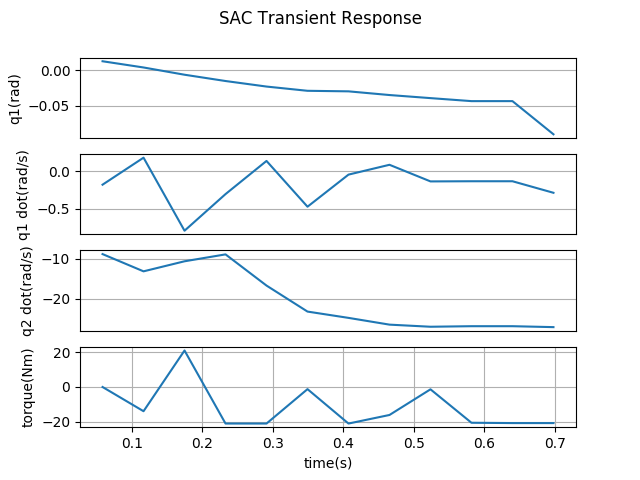 SAC Transient Response
0.00
−0.05
q1(rad)
0.0
−0.5
q1 dot(rad/s)
−10
−20
q2 dot(rad/s)
20
0
−20
torque(Nm)
0.1 0.2 0.3 0.4 0.5 0.6 0.7
time(s)